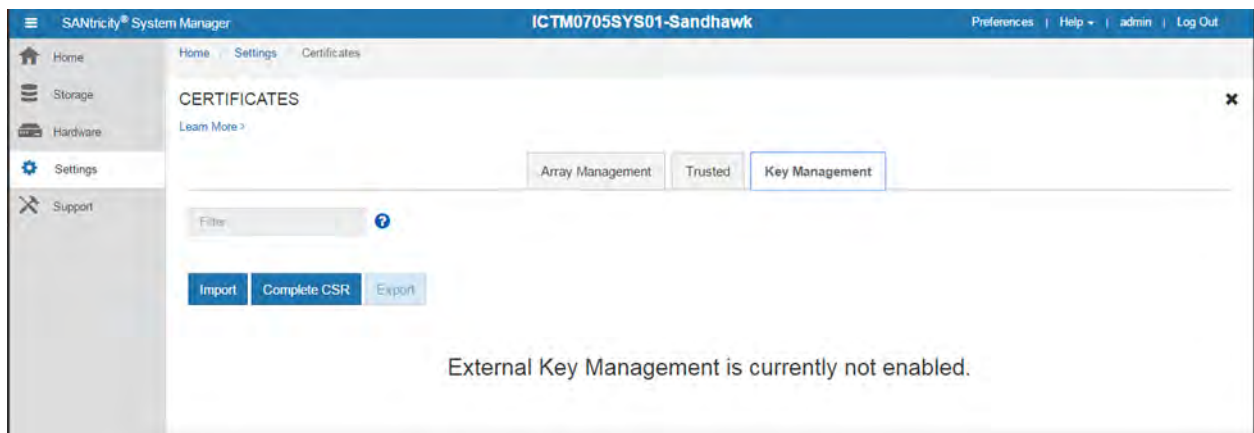 SANtricity® System Manager ICTM0705SYS01-Sandhawk Preferences | Help | admin | Log Out
Home
Storage
Hardware
Settings
Support
Home / Settings / Certificates
CERTIFICATES
Learn More >
Array Management Trusted Key Management
Filter
Import Complete CSR Export
External Key Management is currently not enabled.